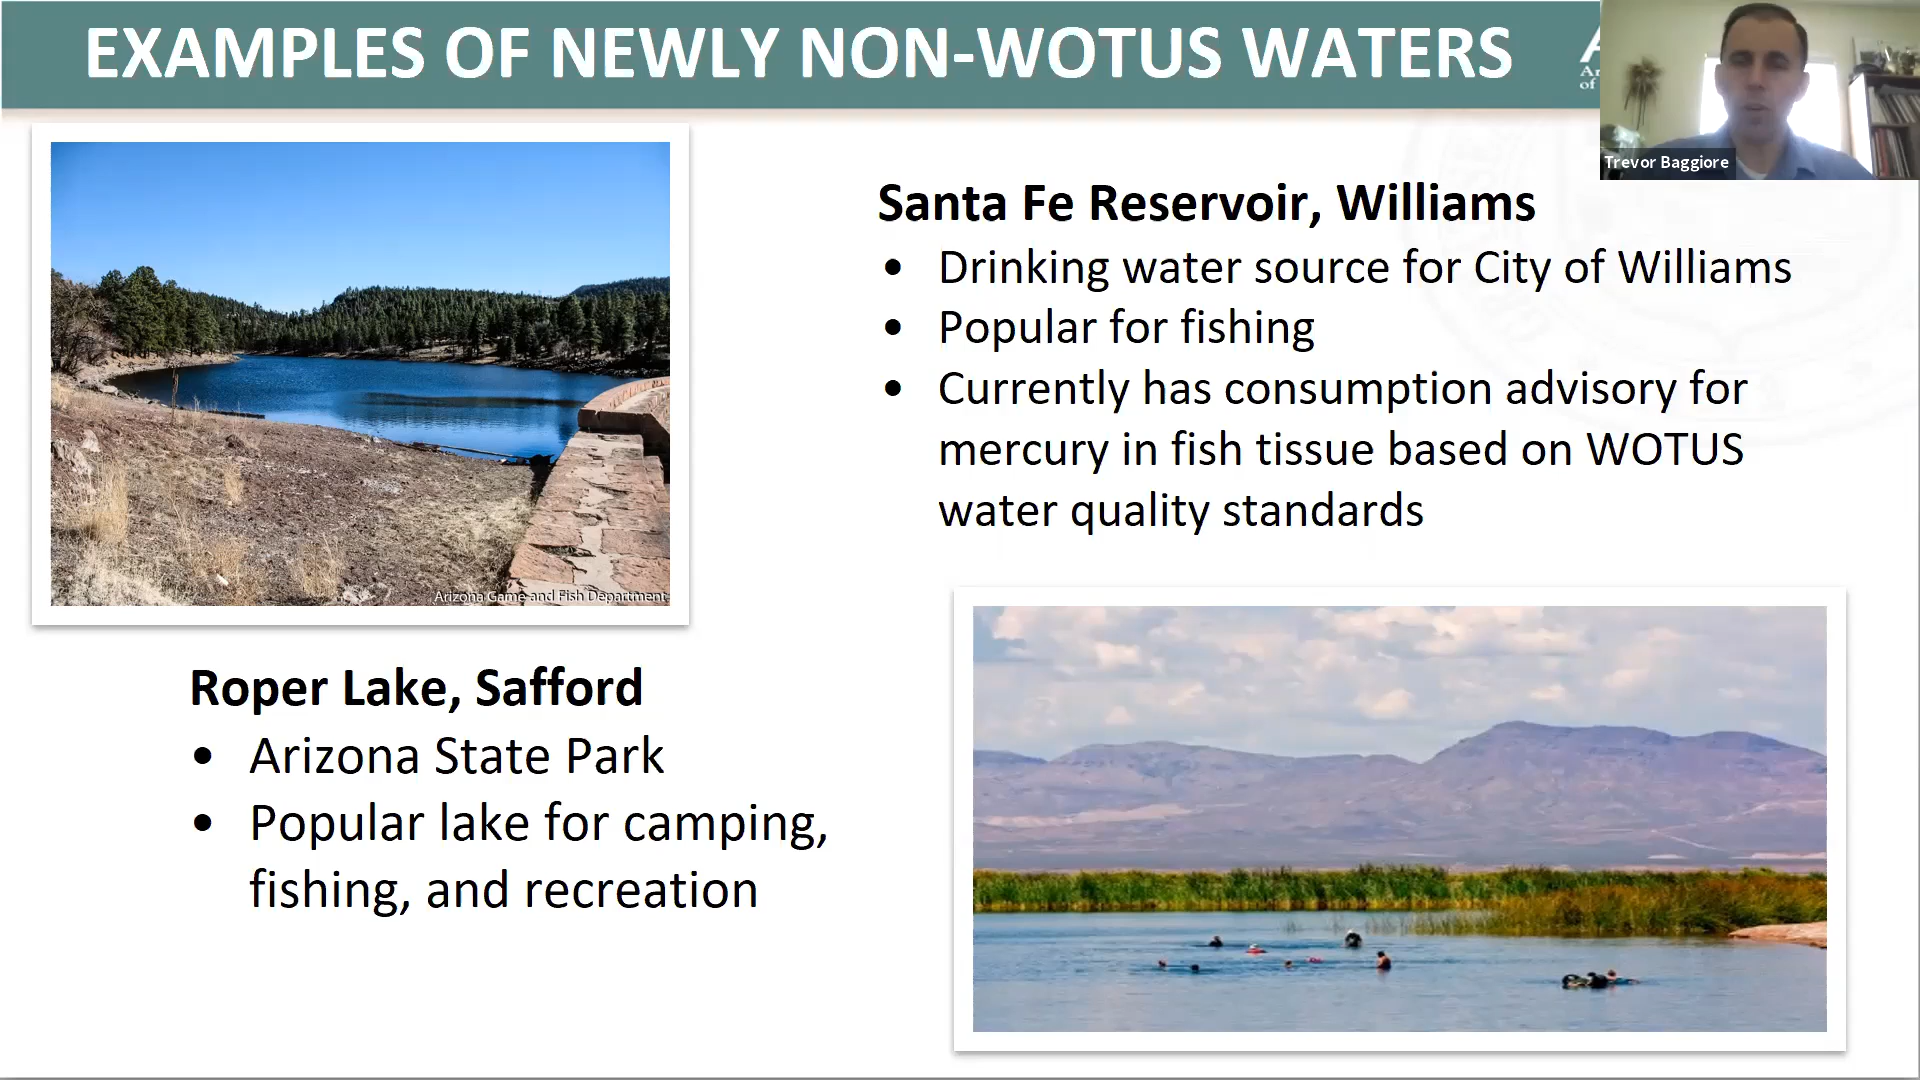 EXAMPLES OF NEWLY NON-WOTUS WATERS
Trevor Baggiore
Santa Fe Reservoir, Williams
• Drinking water source for City of Williams
• Popular for fishing
• Currently has consumption advisory for
mercury in fish tissue based on WOTUS
water quality standards
Arizona Game and Fish Department
Roper Lake, Safford
• Arizona State Park
• Popular lake for camping,
fishing, and recreation